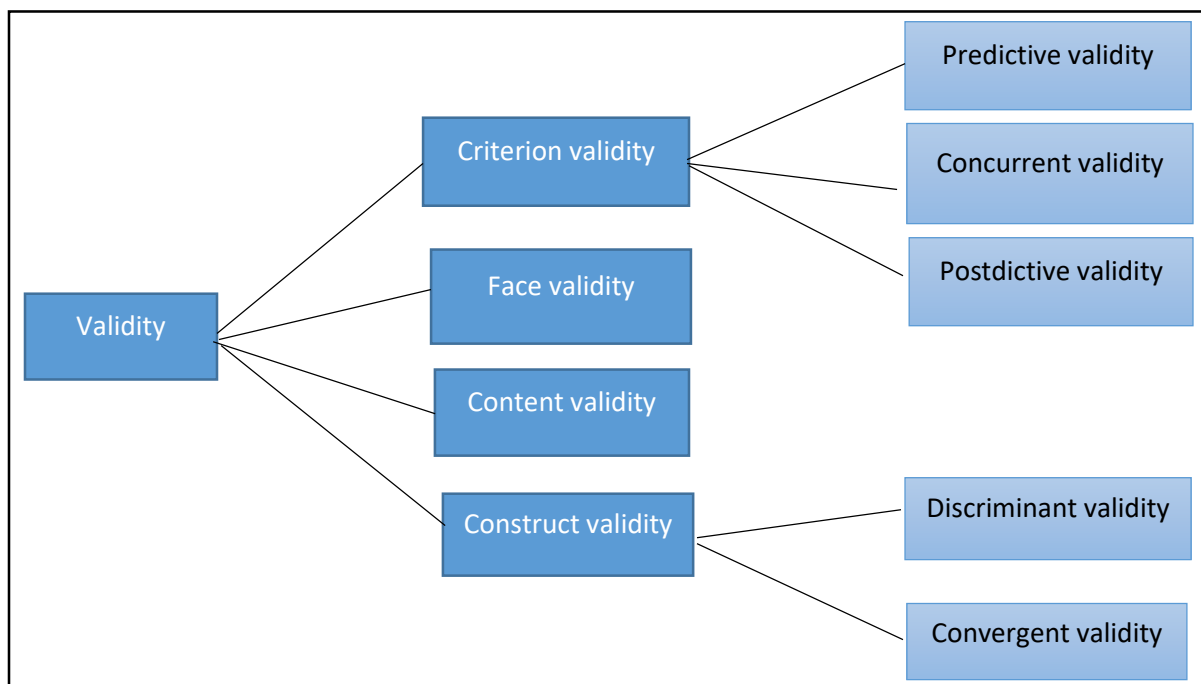 Validity
Criterion validity
Face validity
Content validity
Construct validity
Predictive validity
Concurrent validity
Postdictive validity
Discriminant validity
Convergent validity